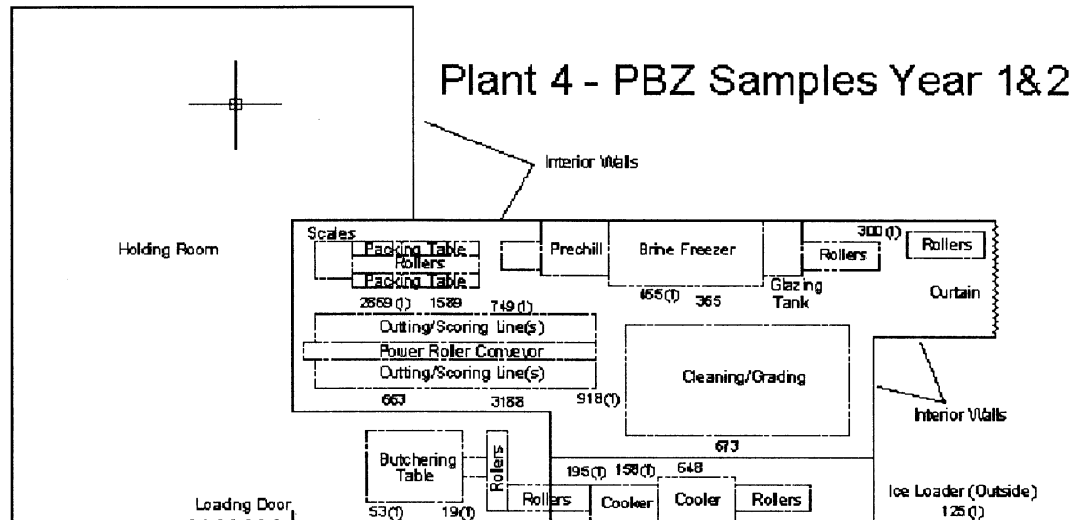 Plant 4 - PBZ Samples Year 1&2
Interior Walls
Holding Room
Scales
Packing Table
Rollers
Packing Table
Prechill
Brine Freezer
Rollers
300(1)
Rollers
Glazing
Tank
Curtain
2869(1) 1589 749(1)
455(1) 365
Cutting/Scoring Line(s)
Power Roller Conveyor
Cutting/Scoring Line(s)
663 3188 918(1)
Cleaning/Grading
673
Interior Walls
Butchering
Table
Rollers
195(1) 158(1) 648
Rollers
Cooker
Cooler
Rollers
Loading Door
53(1) 19(1)
Ice Loader (Outside)
125(1)